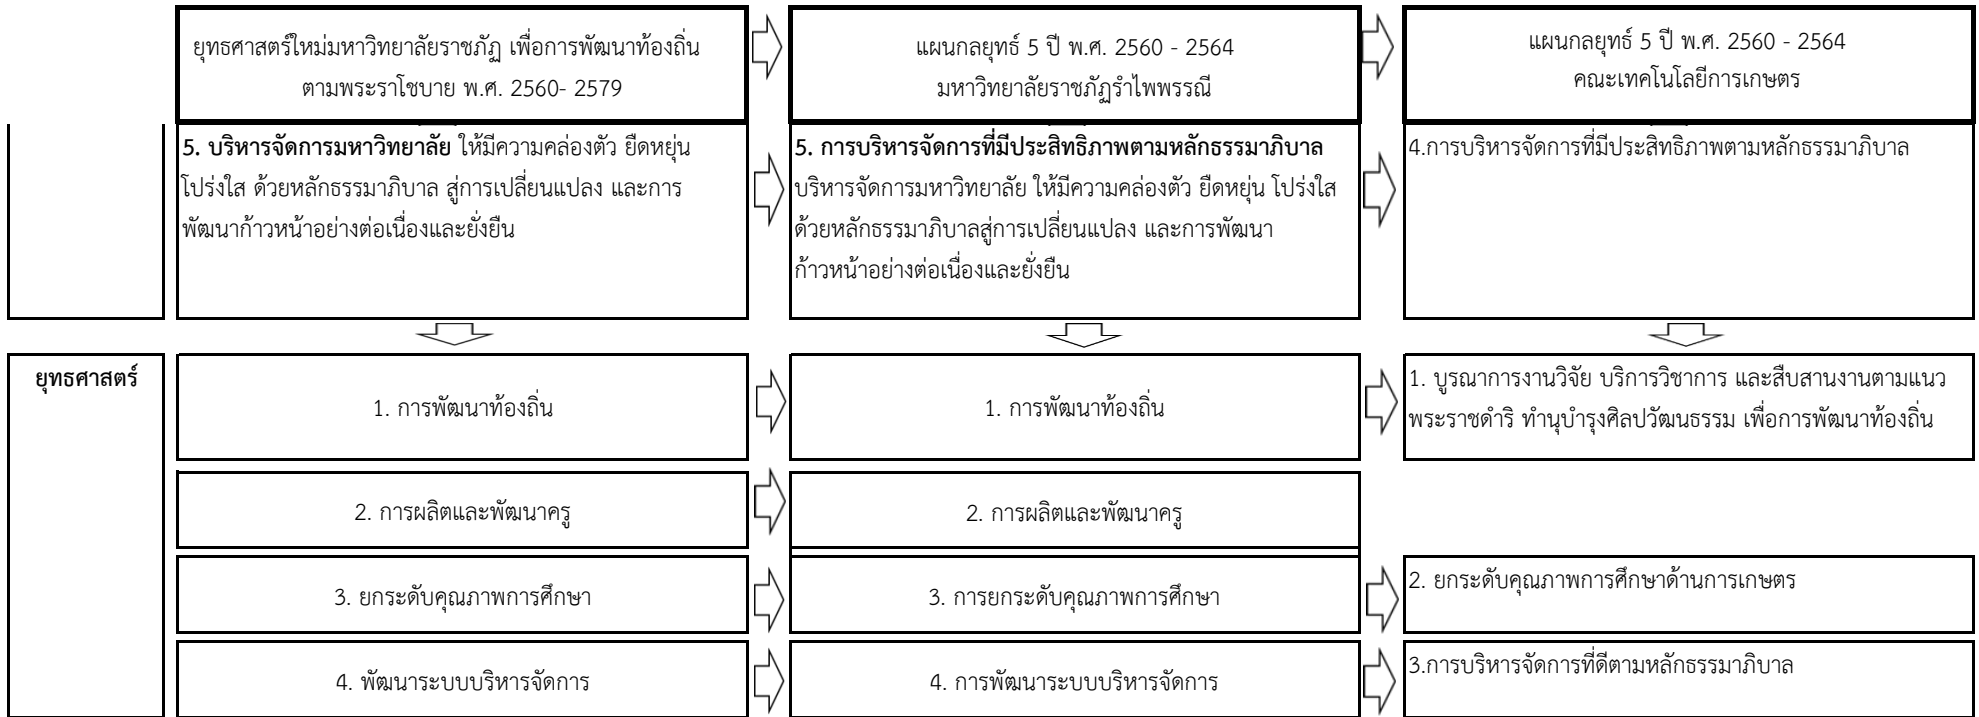 ยุทธศาสตร์ใหม่มหาวิทยาลัยราชภัฏ เพื่อการพัฒนาท้องถิ่น
ตามพระราโชบาย พ.ศ. 2560- 2579
แผนกลยุทธ์ 5 ปี พ.ศ. 2560 - 2564
มหาวิทยาลัยราชภัฏรำไพพรรณี
แผนกลยุทธ์ 5 ปี พ.ศ. 2560 - 2564
คณะเทคโนโลยีการเกษตร
5. บริหารจัดการมหาวิทยาลัย ให้มีความคล่องตัว ยืดหยุ่น
โปร่งใส ด้วยหลักธรรมาภิบาล สู่การเปลี่ยนแปลง และการ
พัฒนาก้าวหน้าอย่างต่อเนื่องและยั่งยืน
5. การบริหารจัดการที่มีประสิทธิภาพตามหลักธรรมาภิบาล
บริหารจัดการมหาวิทยาลัย ให้มีความคล่องตัว ยืดหยุ่น โปร่งใส
ด้วยหลักธรรมาภิบาลสู่การเปลี่ยนแปลง และการพัฒนา
ก้าวหน้าอย่างต่อเนื่องและยั่งยืน
4.การบริหารจัดการที่มีประสิทธิภาพตามหลักธรรมาภิบาล
ยุทธศาสตร์
1. การพัฒนาท้องถิ่น
1. การพัฒนาท้องถิ่น
1. บูรณาการงานวิจัย บริการวิชาการ และสืบสานงานตามแนว
พระราชดำริ ทำนุบำรุงศิลปวัฒนธรรม เพื่อการพัฒนาท้องถิ่น
2. การผลิตและพัฒนาครู
2. การผลิตและพัฒนาครู
3. ยกระดับคุณภาพการศึกษา
3. การยกระดับคุณภาพการศึกษา
2. ยกระดับคุณภาพการศึกษาด้านการเกษตร
4. พัฒนาระบบบริหารจัดการ
4. การพัฒนาระบบบริหารจัดการ
3.การบริหารจัดการที่ดีตามหลักธรรมาภิบาล